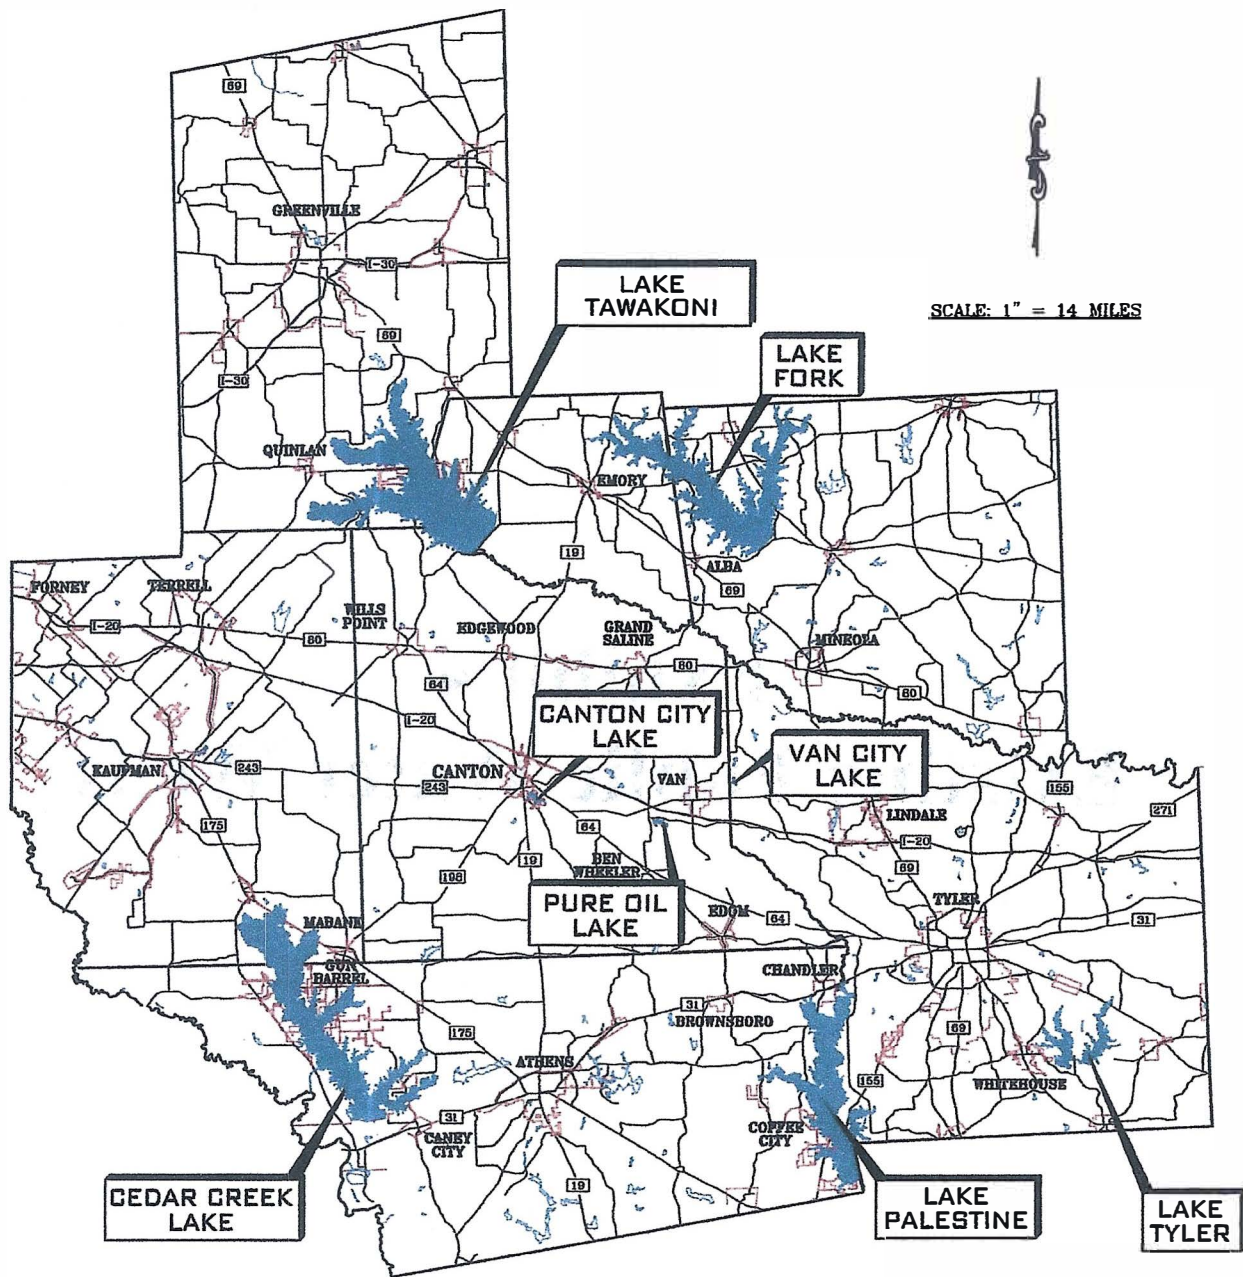 69
GREENVILLE
I-30
LAKE
TAWAKONI
SCALE: 1" = 14 MILES
69
LAKE
FORK
I-30
QUINLAN
EMORY
19
ALBA
69
FORNEY
TERRELL
I-20
80
WILLS
POINT
EDGEWOOD
GRAND
SALINE
MINEOLA
80
80
64
I-20
CANTON CITY
LAKE
VAN CITY
LAKE
KAUFMAN
243
CANTON
243
VAN
155
271
LINDALE
175
64
I-20
19
BEN
WHEELER
69
198
PURE OIL
LAKE
EDOM
64
TYLER
31
MABANK
GUN
BARREL
CHANDLER
31
BROWNSBORO
175
ATHENS
69
155
WHITEHOUSE
31
CANEY
CITY
COFFEE
CITY
19
CEDAR CREEK
LAKE
LAKE
PALESTINE
LAKE
TYLER